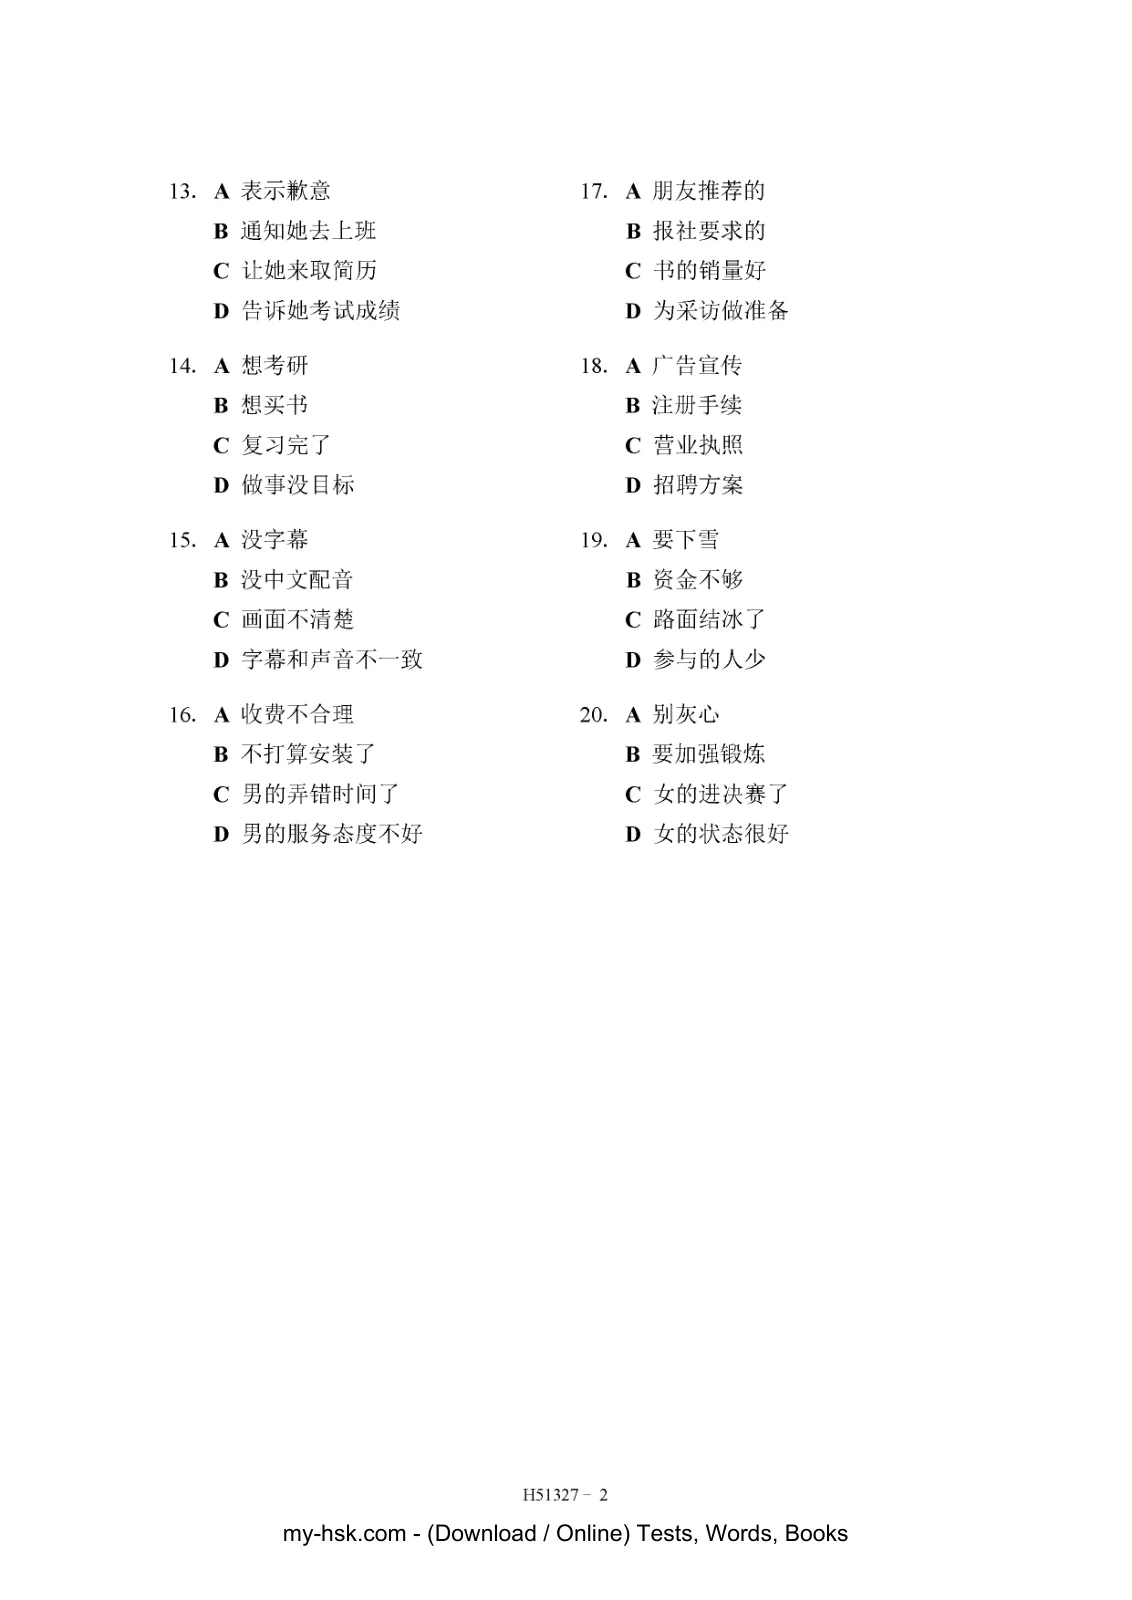 13. A 表示歉意
B 通知她去上班
C 让她来取简历
D 告诉她考试成绩
14. A 想考研
B 想买书
C 复习完了
D 做事没目标
15. A 没字幕
B 没中文配音
C 画面不清楚
D 字幕和声音不一致
16. A 收费不合理
B 不打算安装了
C 男的弄错时间了
D 男的服务态度不好
17. A 朋友推荐的
B 报社要求的
C 书的销量好
D 为采访做准备
18. A 广告宣传
B 注册手续
C 营业执照
D 招聘方案
19. A 要下雪
B 资金不够
C 路面结冰了
D 参与的人少
20. A 别灰心
B 要加强锻炼
C 女的进决赛了
D 女的状态很好
H51327 - 2
my-hsk.com - (Download / Online) Tests, Words, Books